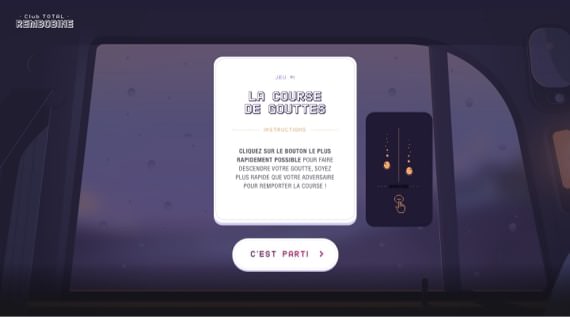 Club TOTAL
REMBOBINE
JEU #1
LA COURSE
DE GOUTTES
INSTRUCTIONS
CLIQUEZ SUR LE BOUTON LE PLUS
RAPIDEMENT POSSIBLE POUR FAIRE
DESCENDRE VOTRE GOUTTE, SOYEZ
PLUS RAPIDE QUE VOTRE ADVERSAIRE
POUR REMPORTER LA COURSE !
C'EST PARTI